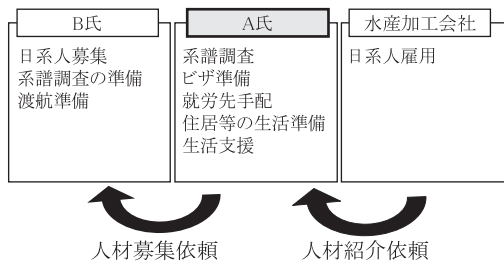 B氏
日系人募集
系譜調査の準備
渡航準備
A氏
系譜調査
ビザ準備
就労先手配
住居等の生活準備
生活支援
水産加工会社
日系人雇用
人材募集依頼
人材紹介依頼